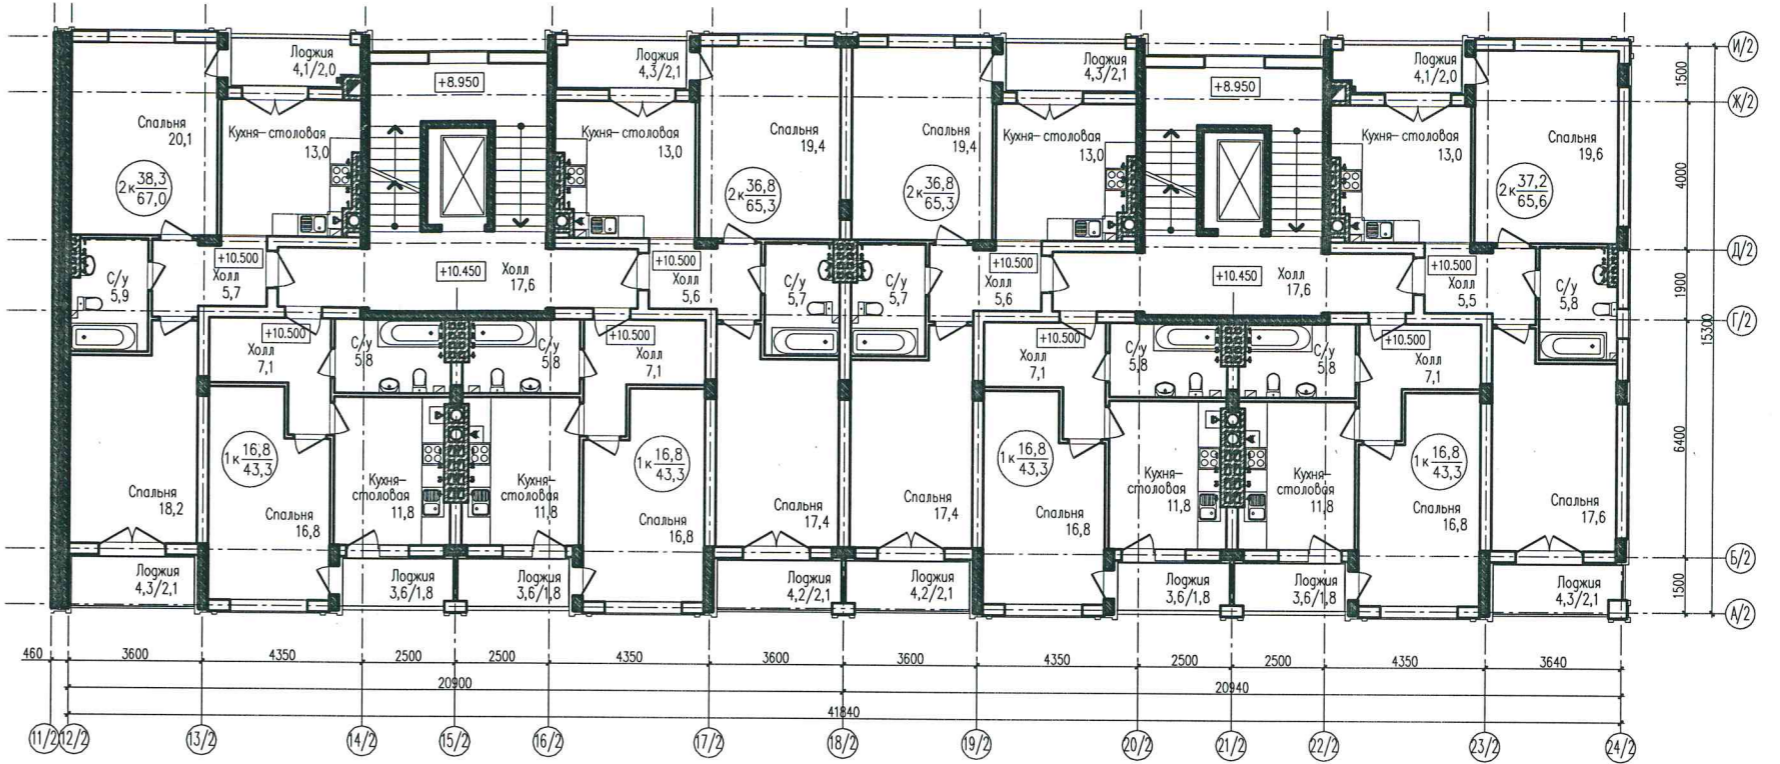 Лоджия
4,1/2,0
Лоджия
4,3/2,1
Лоджия
4,3/2,1
Лоджия
4,1/2,0
+8.950
+8.950
Спальня
20,1
Кухня-столовая
13,0
Кухня-столовая
13,0
Спальня
19,4
Спальня
19,4
Кухня-столовая
13,0
Кухня-столовая
13,0
Спальня
19,6
2к 38,3
67,0
2к 36,8
65,3
2к 36,8
65,3
2к 37,2
65,6
С/у
5,9
+10.500
Холл
5,7
+10.450
Холл
17,6
+10.500
Холл
5,6
С/у
5,7
С/у
5,7
+10.500
Холл
5,6
+10.450
Холл
17,6
+10.500
Холл
5,5
С/у
5,8
+10.500
Холл
7,1
С/у
5,8
С/у
5,8
+10.500
Холл
7,1
+10.500
Холл
7,1
С/у
5,8
С/у
5,8
+10.500
Холл
7,1
1к 16,8
43,3
1к 16,8
43,3
1к 16,8
43,3
1к 16,8
43,3
Спальня
18,2
Спальня
16,8
Кухня-
столовая
11,8
Кухня-
столовая
11,8
Спальня
16,8
Спальня
17,4
Спальня
17,4
Спальня
16,8
Кухня-
столовая
11,8
Кухня-
столовая
11,8
Спальня
16,8
Спальня
17,6
Лоджия
4,3/2,1
Лоджия
3,6/1,8
Лоджия
3,6/1,8
Лоджия
4,2/2,1
Лоджия
4,2/2,1
Лоджия
3,6/1,8
Лоджия
3,6/1,8
Лоджия
4,3/2,1
И/2
Ж/2
Д/2
Г/2
Б/2
А/2
1500
4000
1900
6400
1500
15300
460 3600 4350 2500 2500 4350 3600 3600 4350 2500 2500 4350 3640
20900 20940
41840
11/2 12/2 13/2 14/2 15/2 16/2 17/2 18/2 19/2 20/2 21/2 22/2 23/2 24/2